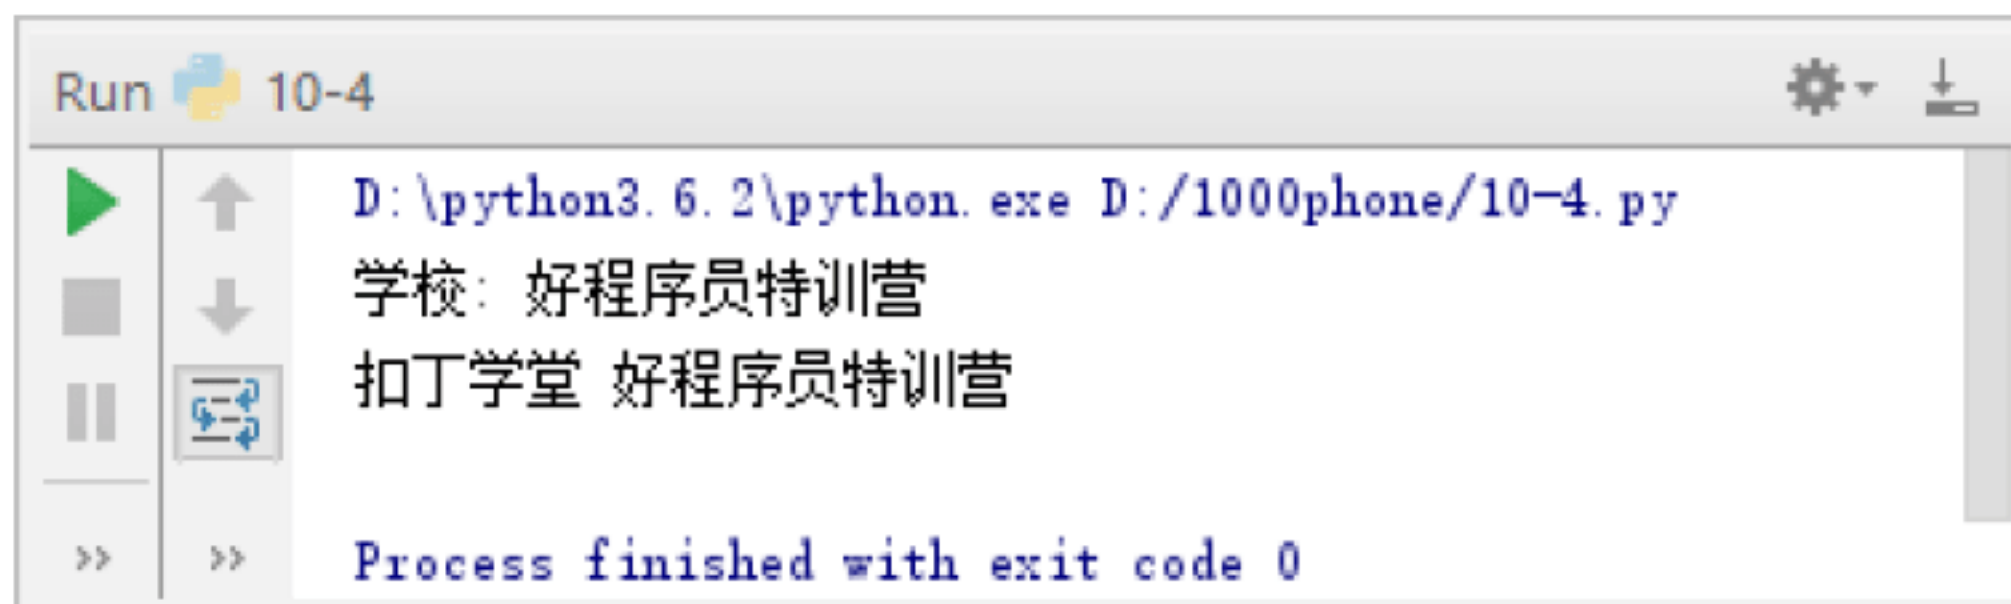 Run 10-4
D:\python3.6.2\python.exe D:/1000phone/10-4.py
学校：好程序员特训营
扣丁学堂 好程序员特训营
Process finished with exit code 0